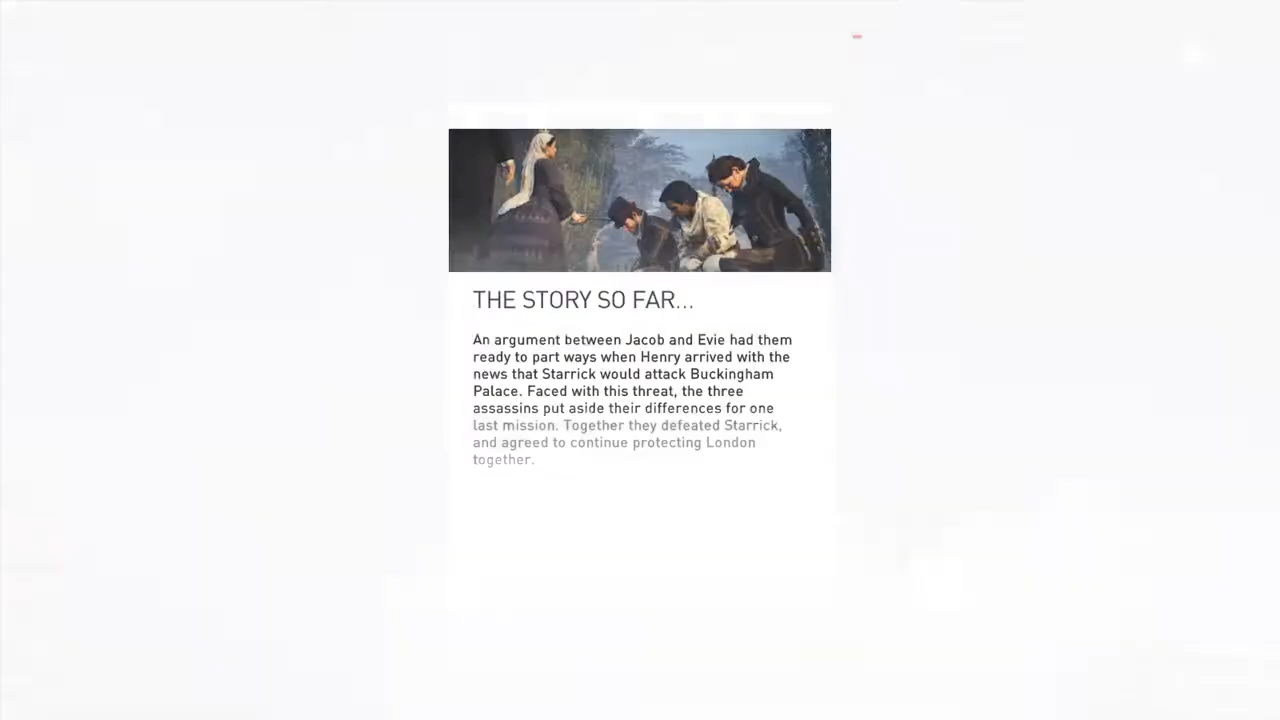 THE STORY SO FAR...
An argument between Jacob and Evie had them
ready to part ways when Henry arrived with the
news that Starrick would attack Buckingham
Palace. Faced with this threat, the three
assassins put aside their differences for one
last mission. Together they defeated Starrick,
and agreed to continue protecting London
together.